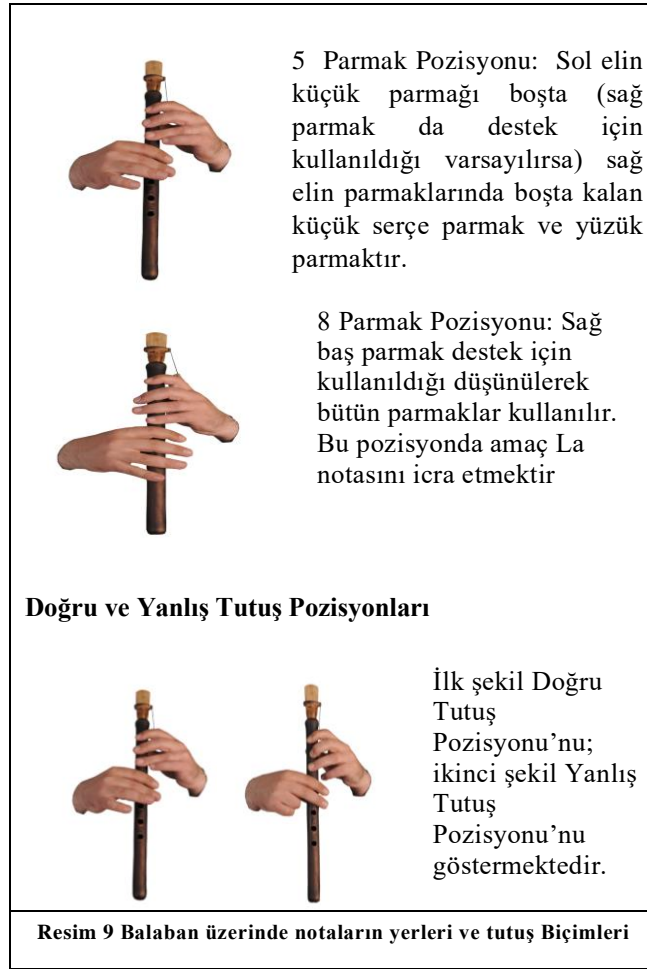 5 Parmak Pozisyonu: Sol elin
küçük parmağı boşta (sağ
parmak da destek için
kullanıldığı varsayılırsa) sağ
elin parmaklarında boşta kalan
küçük serçe parmak ve yüzük
parmaktır.
8 Parmak Pozisyonu: Sağ
baş parmak destek için
kullanıldığı düşünülerek
bütün parmaklar kullanılır.
Bu pozisyonda amaç La
notasını icra etmektir
Doğru ve Yanlış Tutuş Pozisyonları
İlk şekil Doğru
Tutuş
Pozisyonu’nu;
ikinci şekil Yanlış
Tutuş
Pozisyonu’nu
göstermektedir.
Resim 9 Balaban üzerinde notaların yerleri ve tutuş Biçimleri